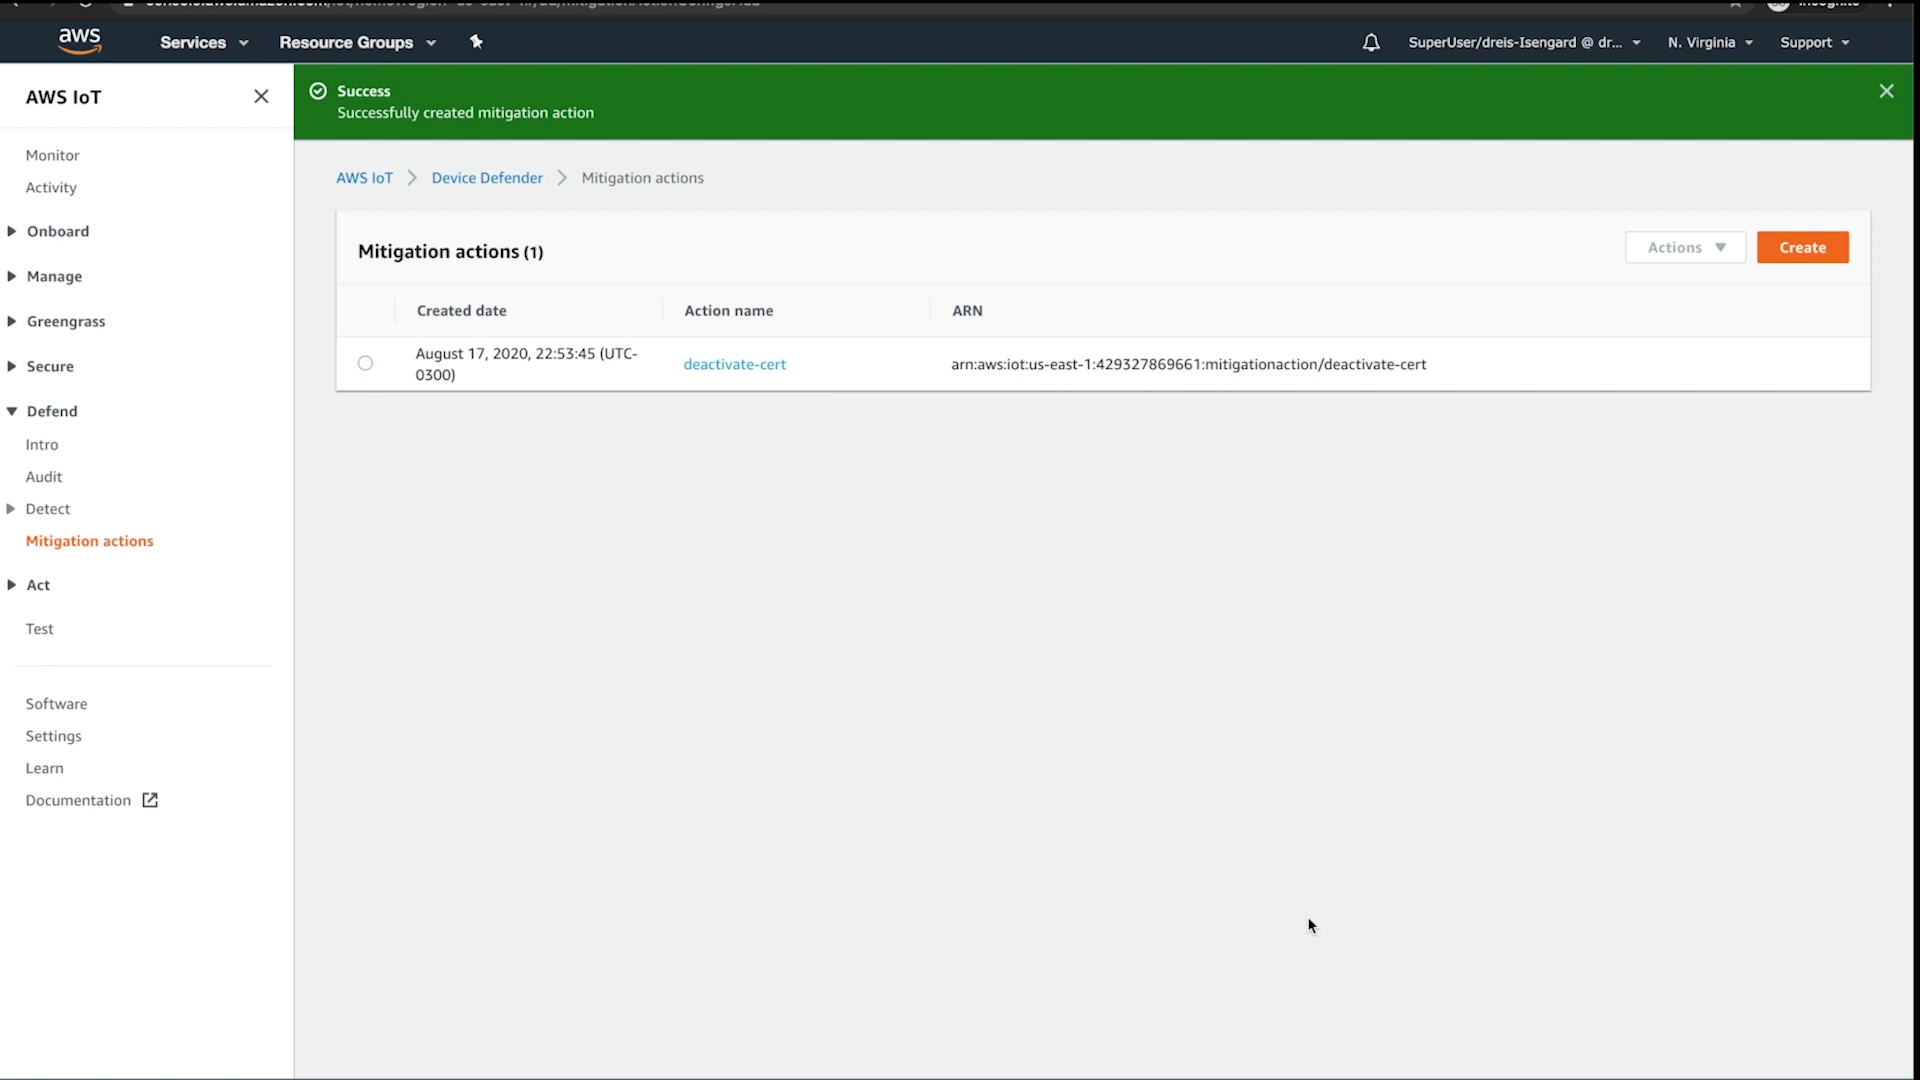 aws
Services
Resource Groups
SuperUser/dreis-Isengard @ dr...
N. Virginia
Support
AWS IoT
Monitor
Activity
Onboard
Manage
Greengrass
Secure
Defend
Intro
Audit
Detect
Mitigation actions
Act
Test
Software
Settings
Learn
Documentation
Success
Successfully created mitigation action
AWS IoT > Device Defender > Mitigation actions
Mitigation actions (1)
Actions
Create
Created date Action name ARN
August 17, 2020, 22:53:45 (UTC-
0300)
deactivate-cert
arn:aws:iot:us-east-1:429327869661:mitigationaction/deactivate-cert